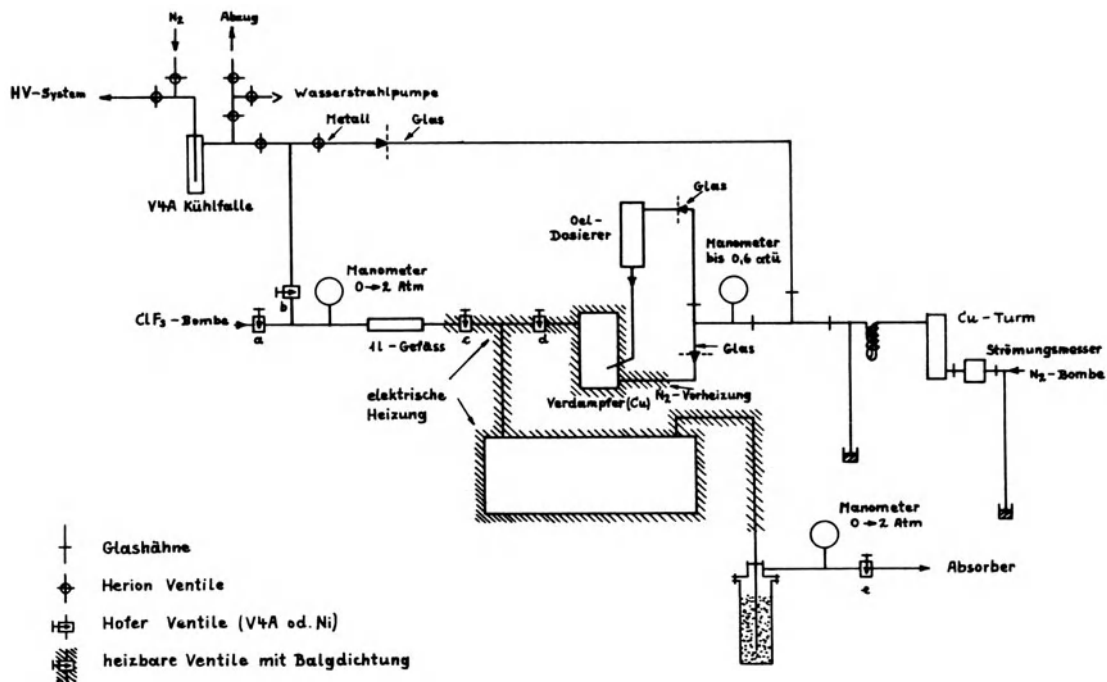 N₂
Abzug
HV-System
Wasserstrahlpumpe
Metall
Glas
V4A Kühlfalle
Glas
Oel-
Dosierer
Manometer
bis 0,6 atü
Manometer
0→2 Atm
b
ClF₃-Bombe
a
1l-Gefäss
c
d
Cu-Turm
Strömungsmesser
N₂-Bombe
Glas
elektrische
Heizung
Verdampfer (Cu)
N₂-Vorheizung
Manometer
0→2 Atm
Absorber
e
Glashähne
Herion Ventile
Hofer Ventile (V4A od. Ni)
heizbare Ventile mit Balgdichtung